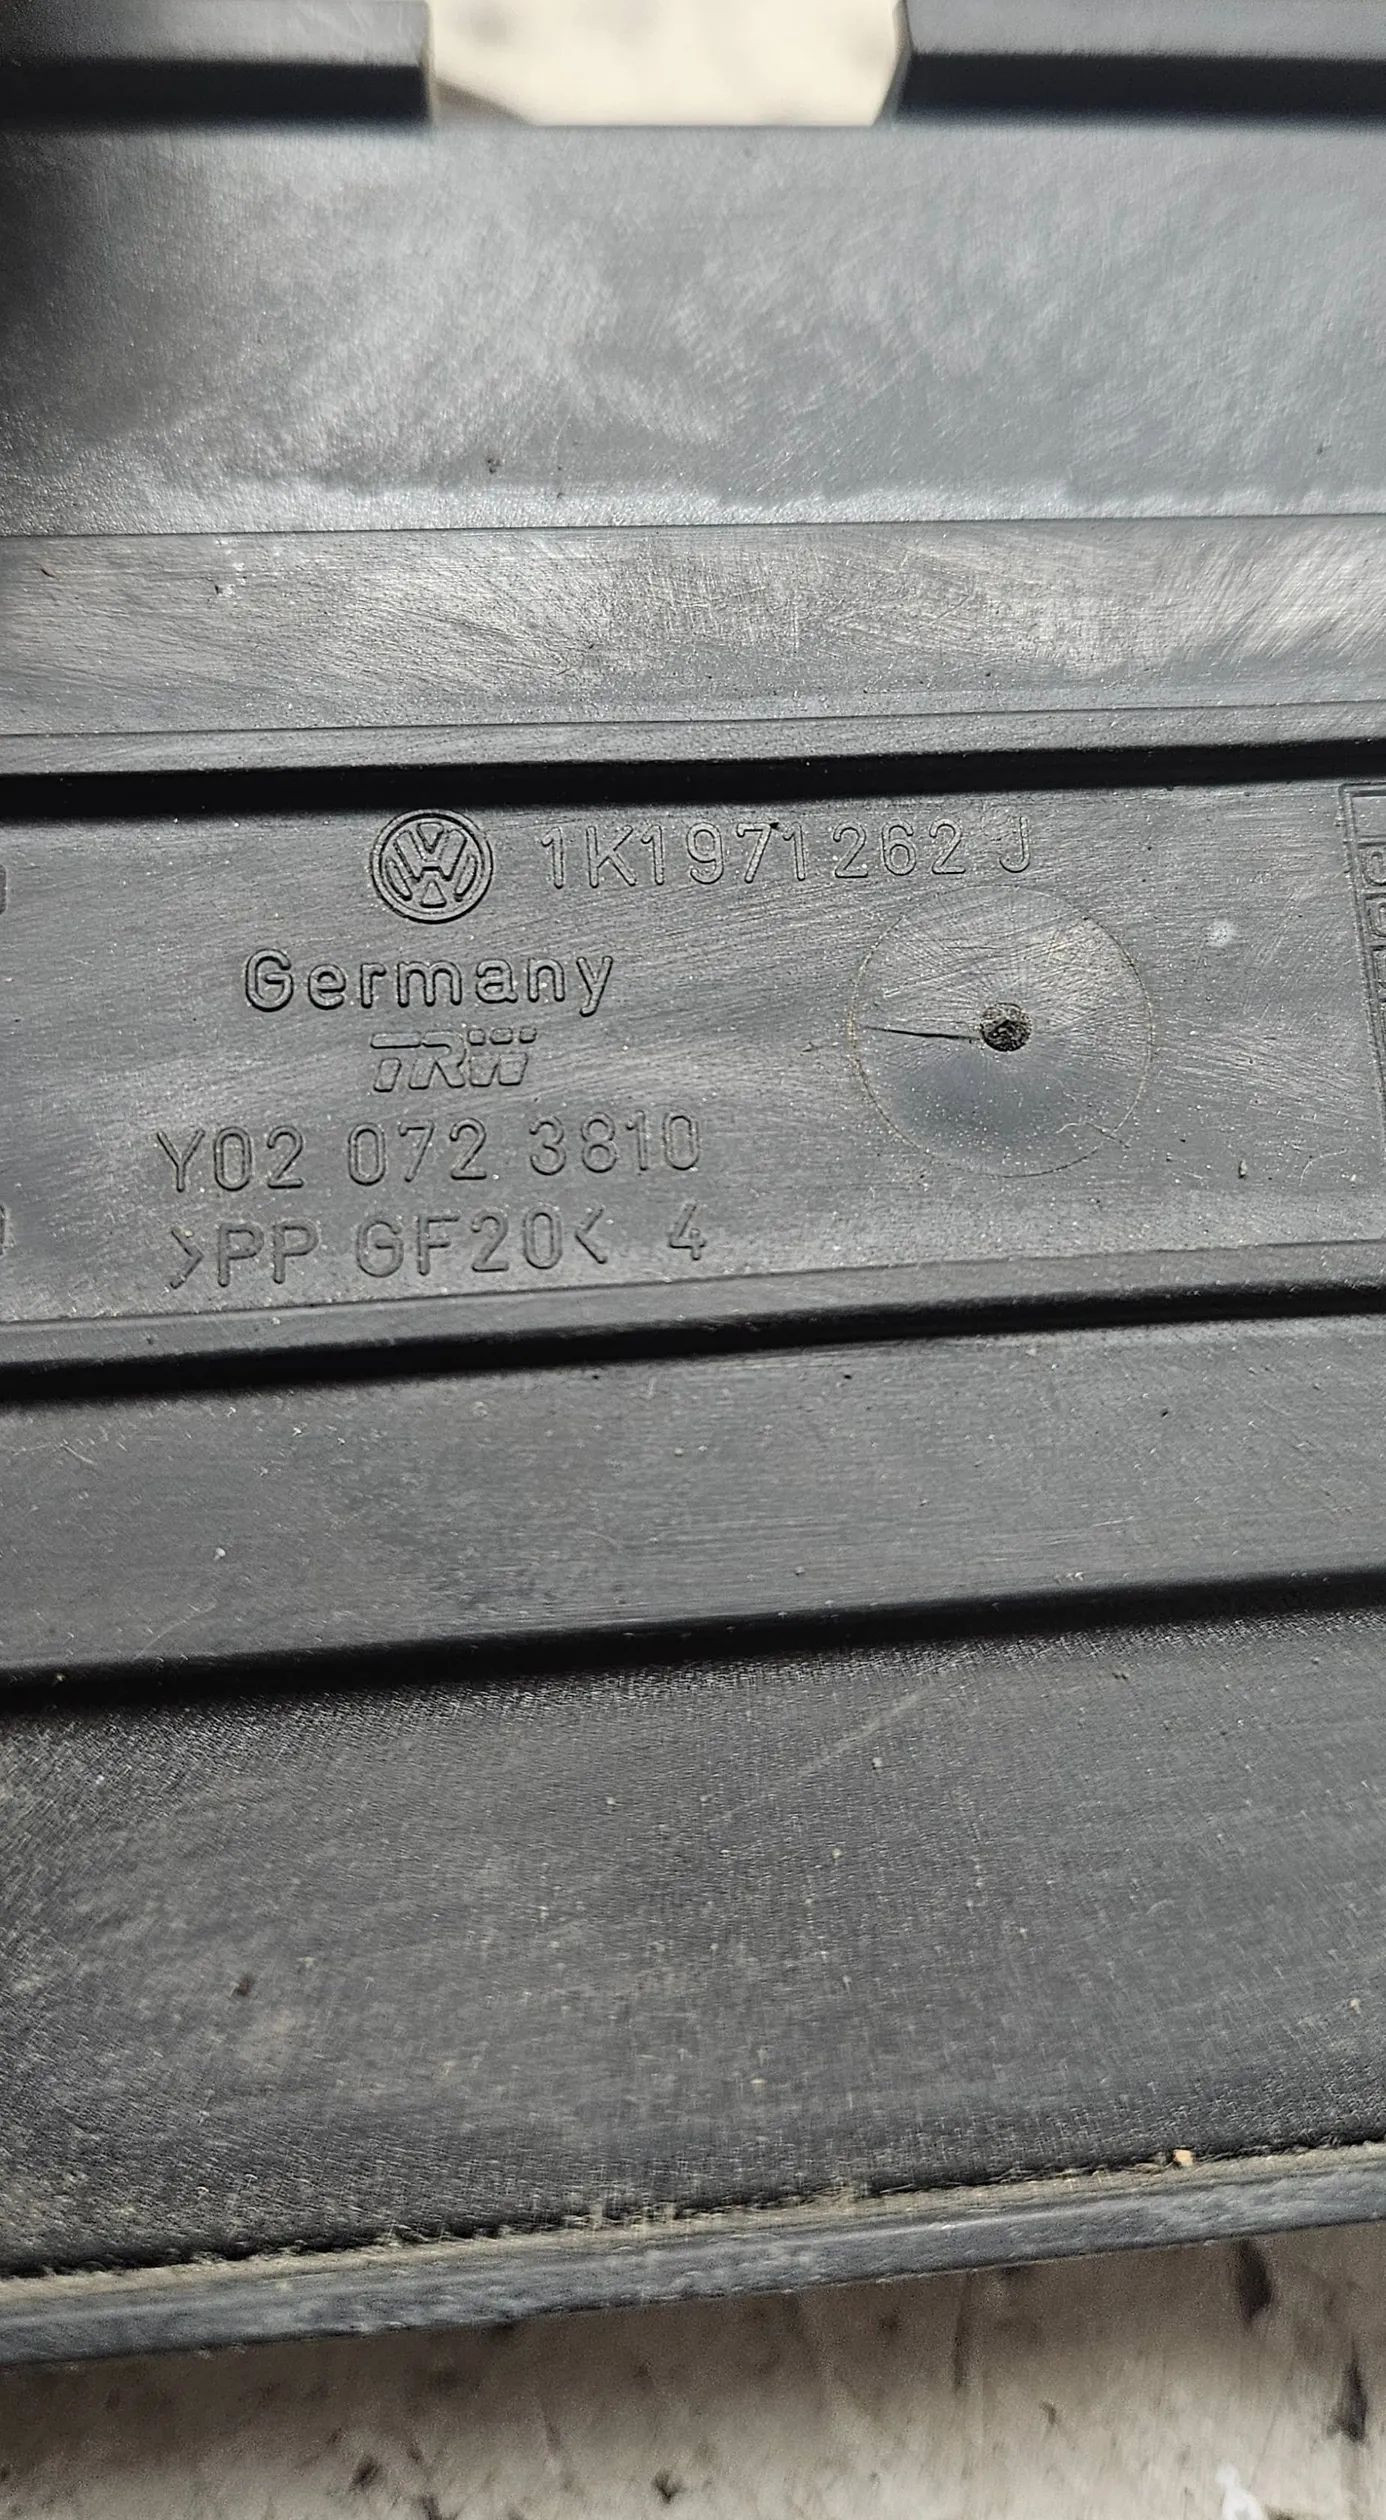 1K1971262 J
Germany
TRW
Y02 072 3810
>PP GF20< 4